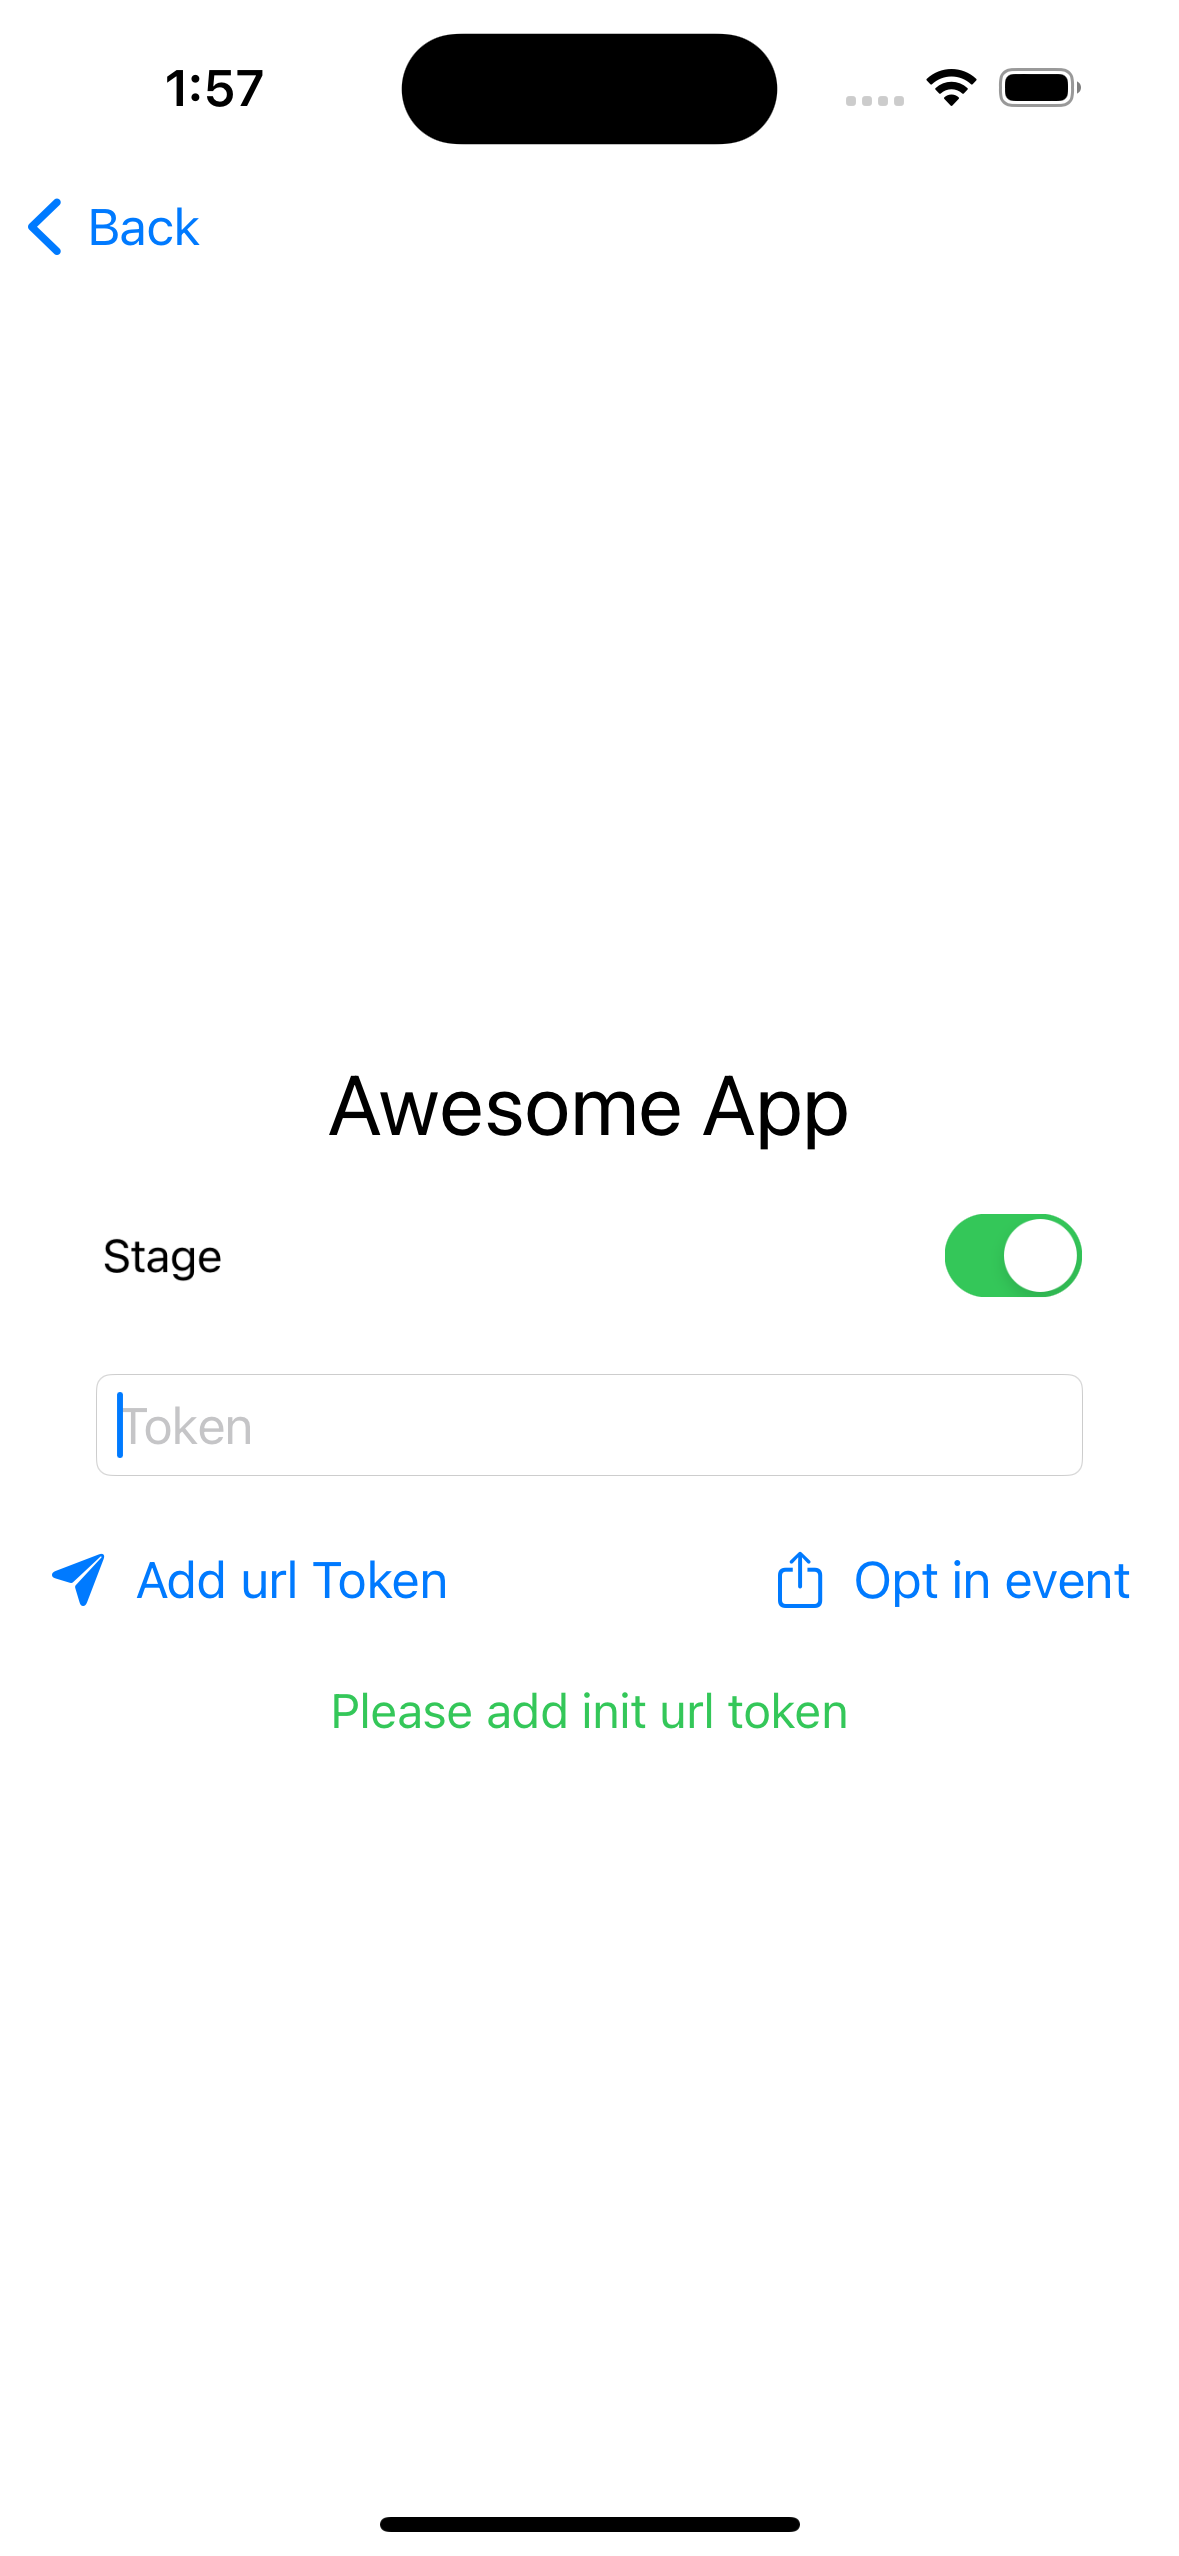 1:57
Back
Awesome App
Stage
Token
Add url Token
Opt in event
Please add init url token